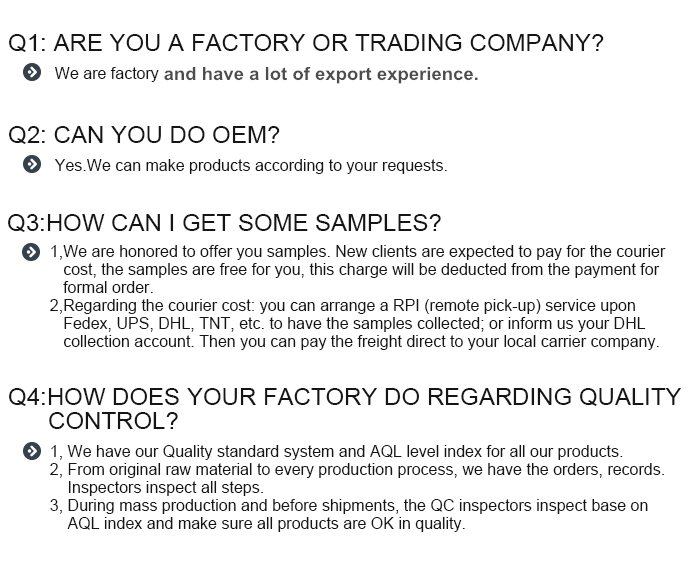 Q1: ARE YOU A FACTORY OR TRADING COMPANY?
We are factory and have a lot of export experience.
Q2: CAN YOU DO OEM?
Yes.We can make products according to your requests.
Q3:HOW CAN I GET SOME SAMPLES?
1,We are honored to offer you samples. New clients are expected to pay for the courier
cost, the samples are free for you, this charge will be deducted from the payment for
formal order.
2,Regarding the courier cost: you can arrange a RPI (remote pick-up) service upon
Fedex, UPS, DHL, TNT, etc. to have the samples collected; or inform us your DHL
collection account. Then you can pay the freight direct to your local carrier company.
Q4:HOW DOES YOUR FACTORY DO REGARDING QUALITY
CONTROL?
1, We have our Quality standard system and AQL level index for all our products.
2, From original raw material to every production process, we have the orders, records.
Inspectors inspect all steps.
3, During mass production and before shipments, the QC inspectors inspect base on
AQL index and make sure all products are OK in quality.